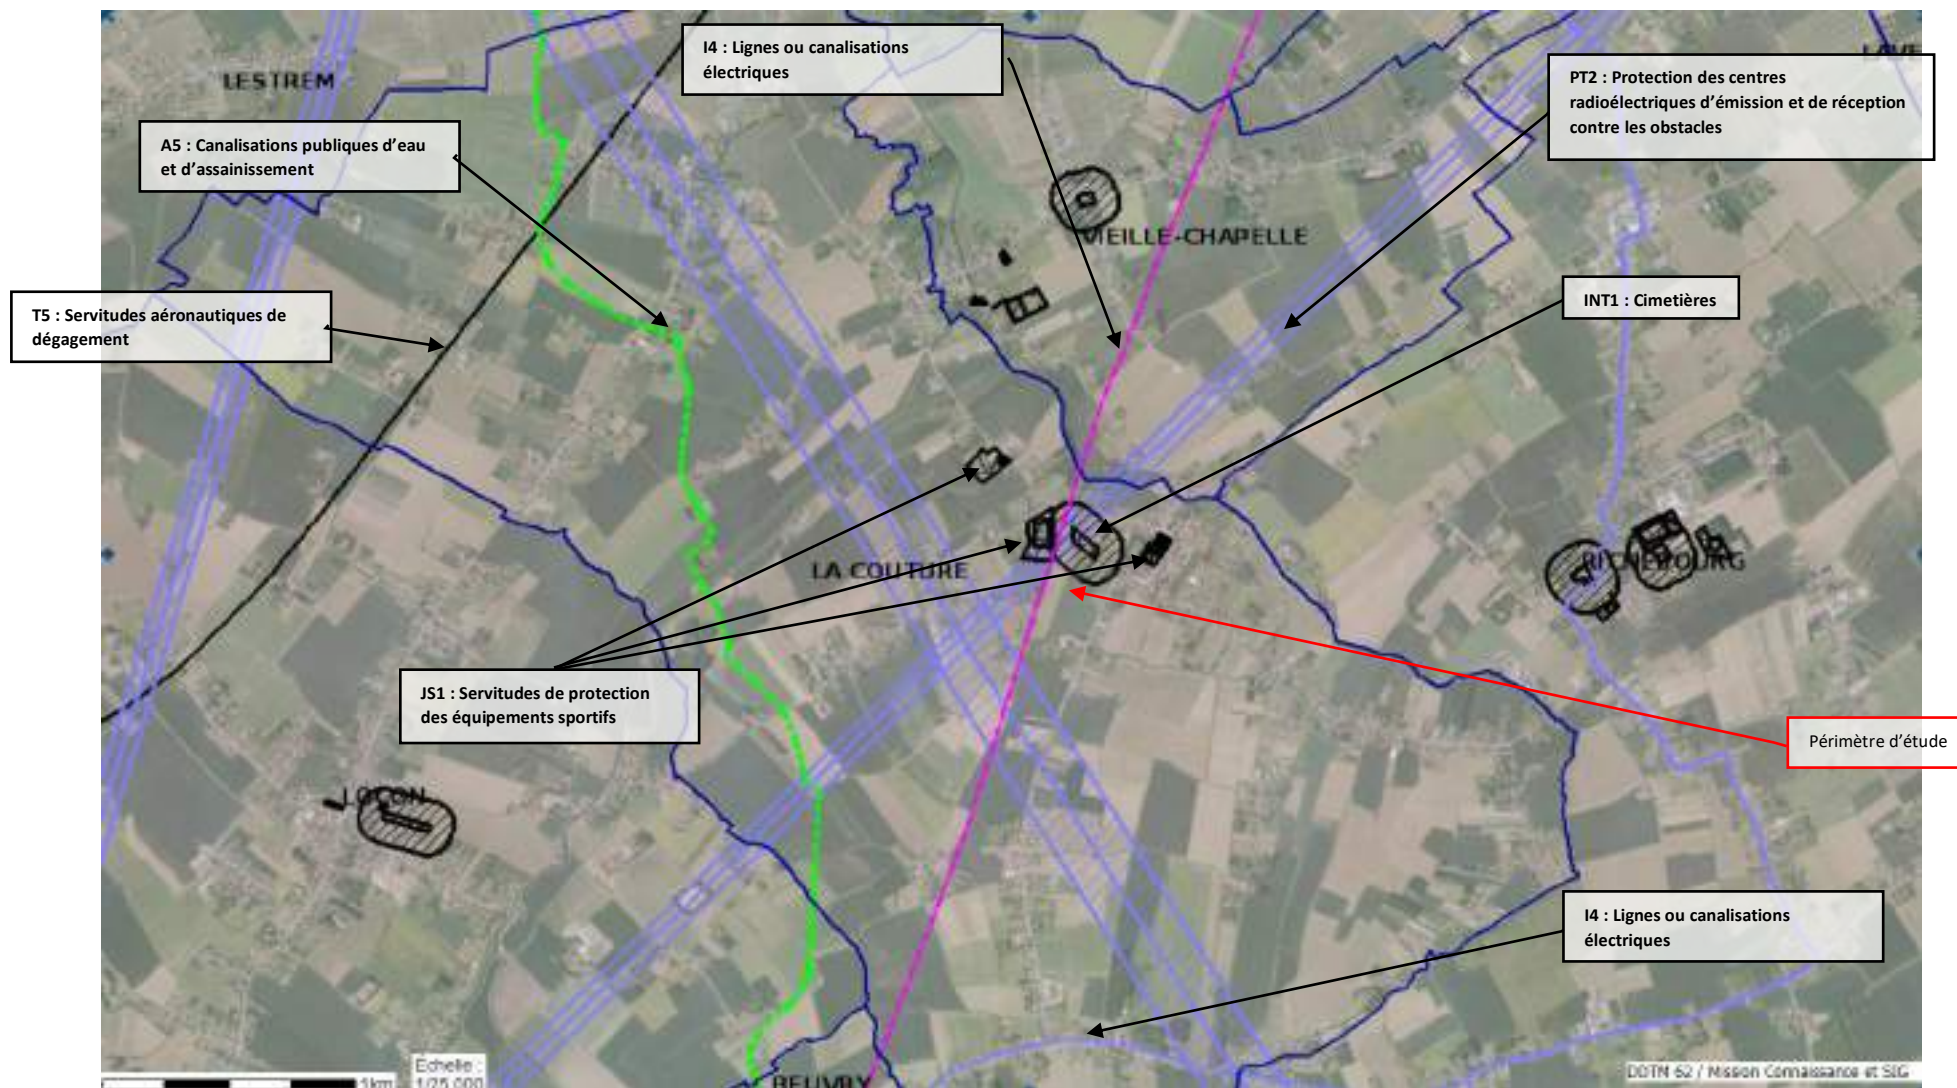 I4 : Lignes ou canalisations
électriques
LESTREM
PT2 : Protection des centres
radioélectriques d’émission et de réception
contre les obstacles
A5 : Canalisations publiques d’eau
et d’assainissement
VIEILLE-CHAPELLE
INT1 : Cimetières
T5 : Servitudes aéronautiques de
dégagement
LA COUTURE
RICHEBOURG
JS1 : Servitudes de protection
des équipements sportifs
Périmètre d’étude
LOCON
I4 : Lignes ou canalisations
électriques
1km
Echelle :
1/25 000
BEUVRY
DDTM 62 / Mission Connaissance et SIG